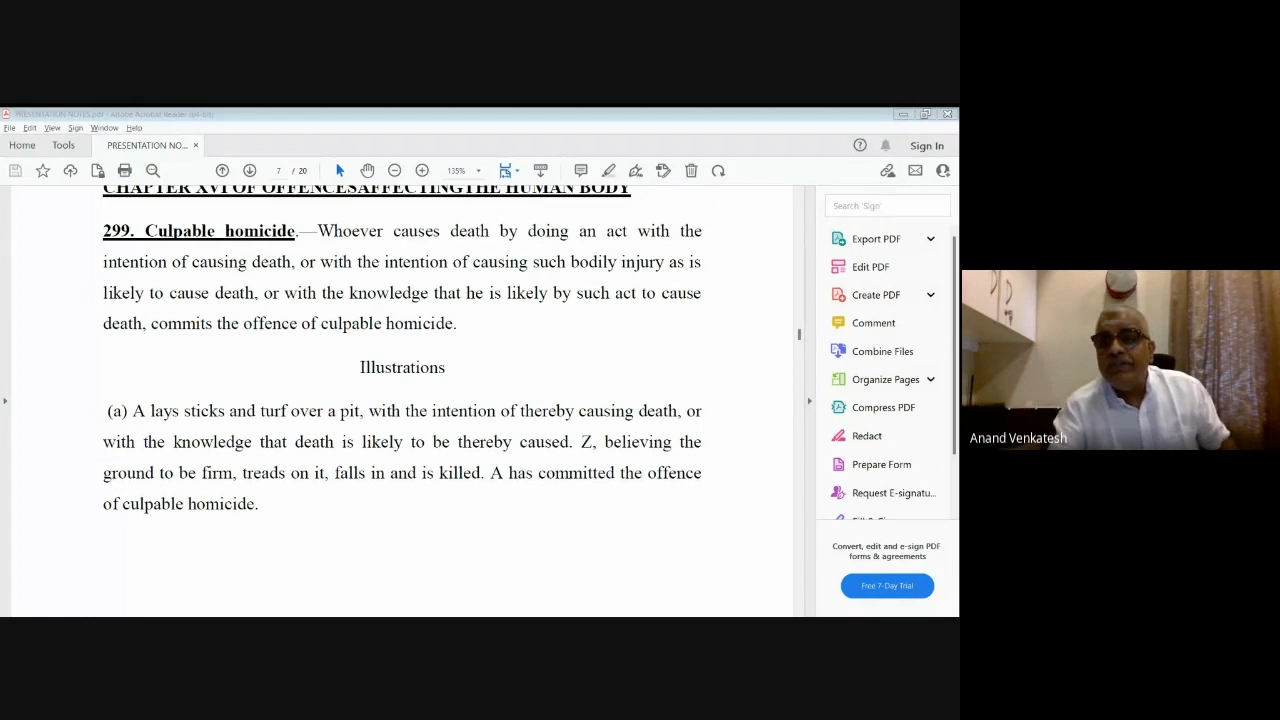 PRESENTATION NOTES.pdf - Adobe Acrobat Reader (64-bit)
File Edit View Sign Window Help
Home Tools PRESENTATION NO... × Sign In
7 / 20 135%
CHAPTER XVI OF OFFENCESAFFECTINGTHE HUMAN BODY
299. Culpable homicide.—Whoever causes death by doing an act with the
intention of causing death, or with the intention of causing such bodily injury as is
likely to cause death, or with the knowledge that he is likely by such act to cause
death, commits the offence of culpable homicide.
Illustrations
(a) A lays sticks and turf over a pit, with the intention of thereby causing death, or
with the knowledge that death is likely to be thereby caused. Z, believing the
ground to be firm, treads on it, falls in and is killed. A has committed the offence
of culpable homicide.
Search 'Sign'
Export PDF
Edit PDF
Create PDF
Comment
Combine Files
Organize Pages
Compress PDF
Redact
Prepare Form
Request E-signatu...
Convert, edit and e-sign PDF
forms & agreements
Free 7-Day Trial
Anand Venkatesh